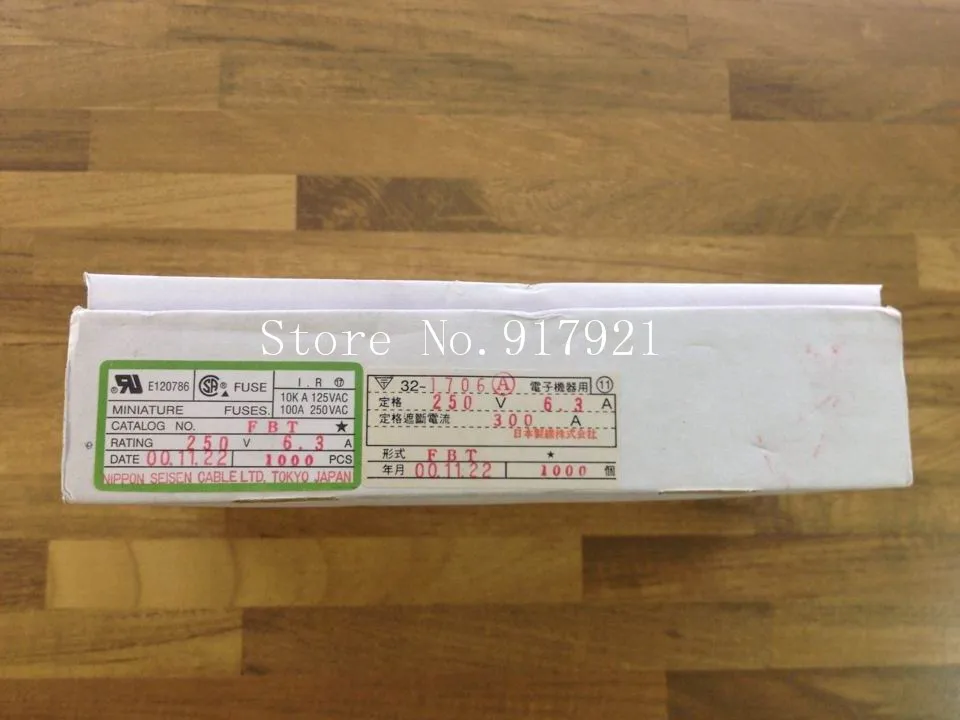 Store No.917921
E120786 SA® FUSE I.R ⑰
10KA 125VAC
MINIATURE FUSES. 100A 250VAC
CATALOG NO. FBT ★
RATING 250 V 6.3 A
DATE 00.11.22 1000 PCS
NIPPON SEISEN CABLE LTD. TOKYO JAPAN
〒 32-1706 Ⓐ 電子機器用 ⑪
定格 250 V 6.3 A
定格遮断電流 300 A
日本製線株式会社
形式 FBT ★
年月 00.11.22 1000 個